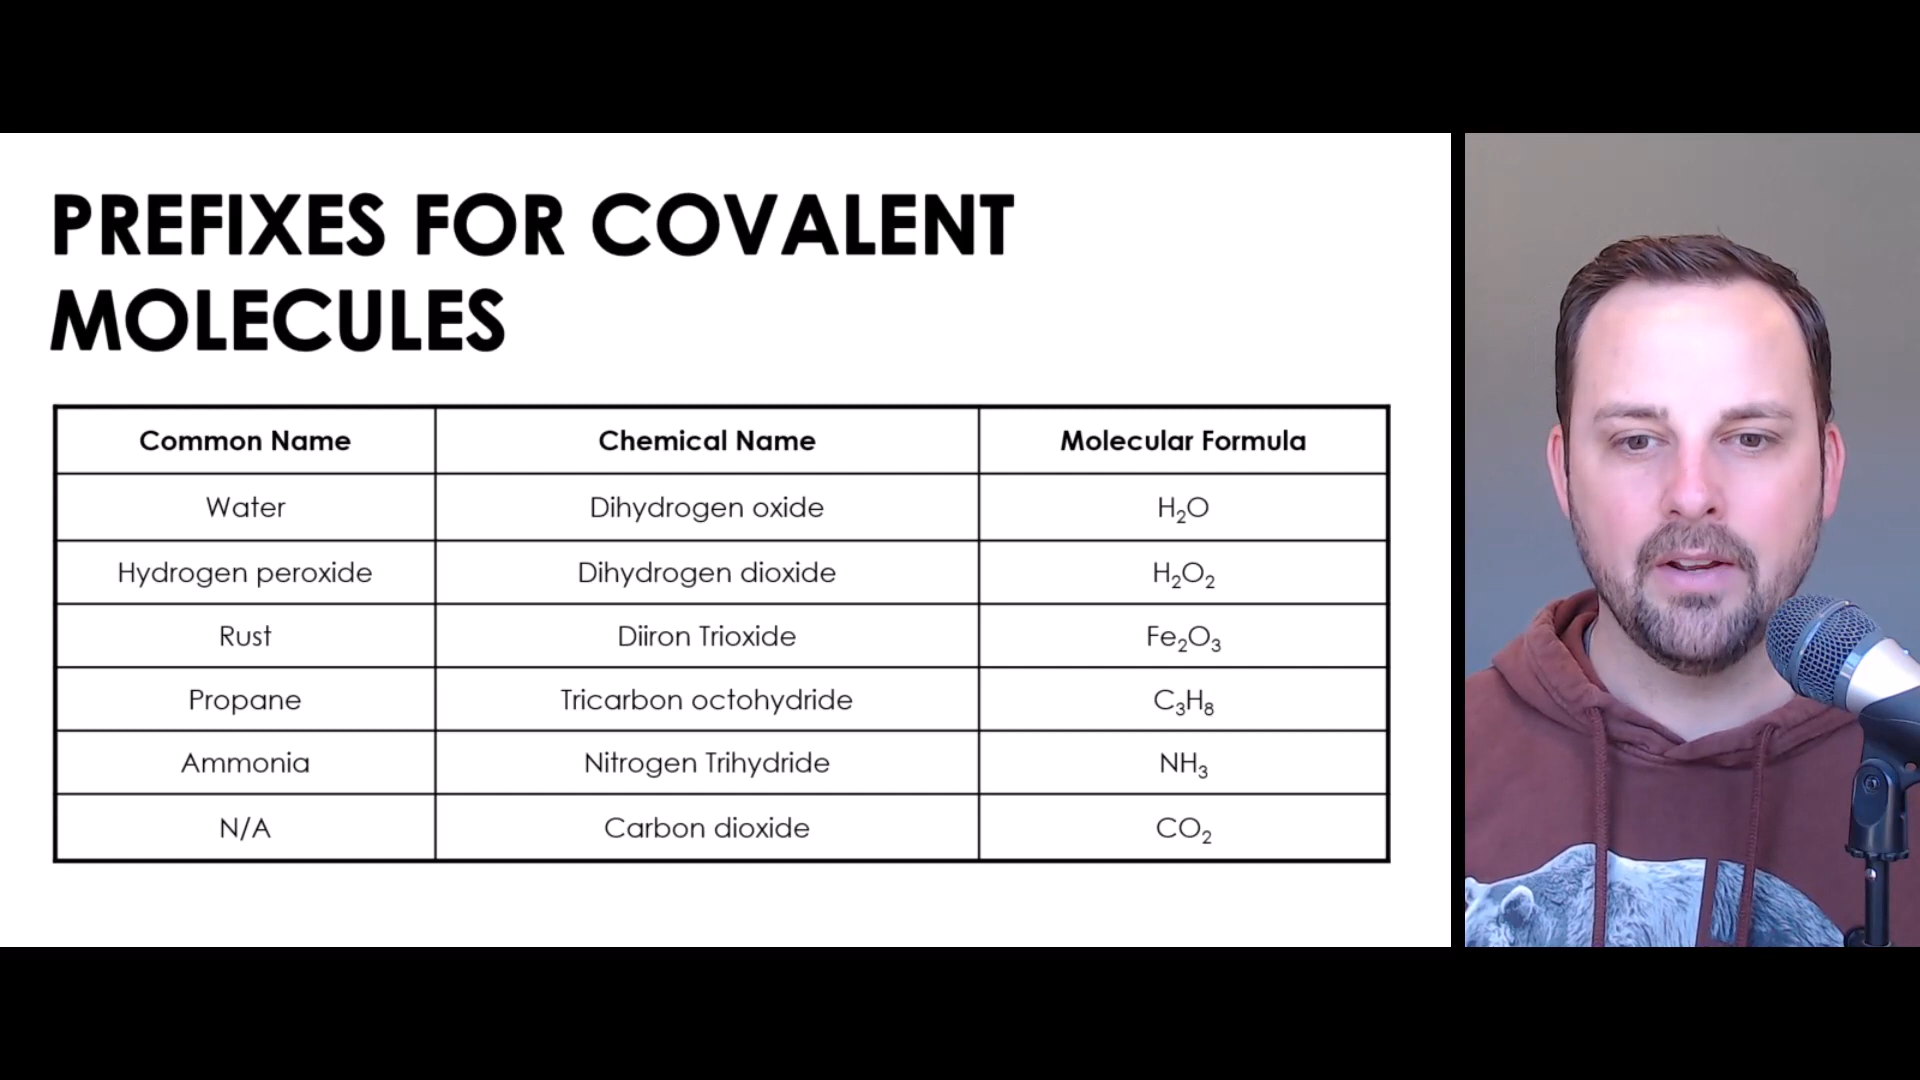 PREFIXES FOR COVALENT
MOLECULES
Common Name Chemical Name Molecular Formula
Water Dihydrogen oxide H₂O
Hydrogen peroxide Dihydrogen dioxide H₂O₂
Rust Diiron Trioxide Fe₂O₃
Propane Tricarbon octohydride C₃H₈
Ammonia Nitrogen Trihydride NH₃
N/A Carbon dioxide CO₂